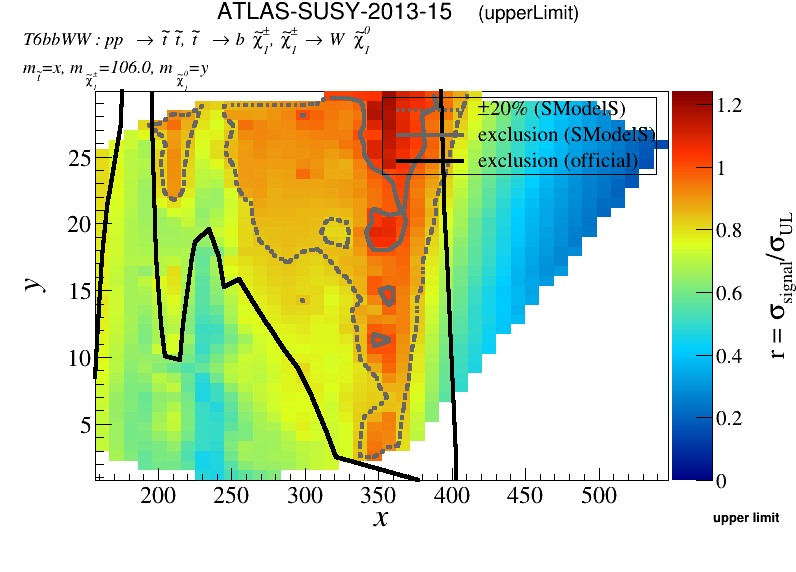 ATLAS-SUSY-2013-15 (upperLimit)
T6bbWW : pp → t̃ t̃, t̃ → b χ̃₁±, χ̃₁± → W χ̃₁⁰
m_t̃₁=x, m_χ̃₁±=106.0, m_χ̃₁⁰=y
±20% (SModelS)
exclusion (SModelS)
exclusion (official)
25
20
15
10
5
y
200 250 300 350 400 450 500
x
1.2
1
0.8
0.6
0.4
0.2
0
r = σ_signal/σ_UL
upper limit